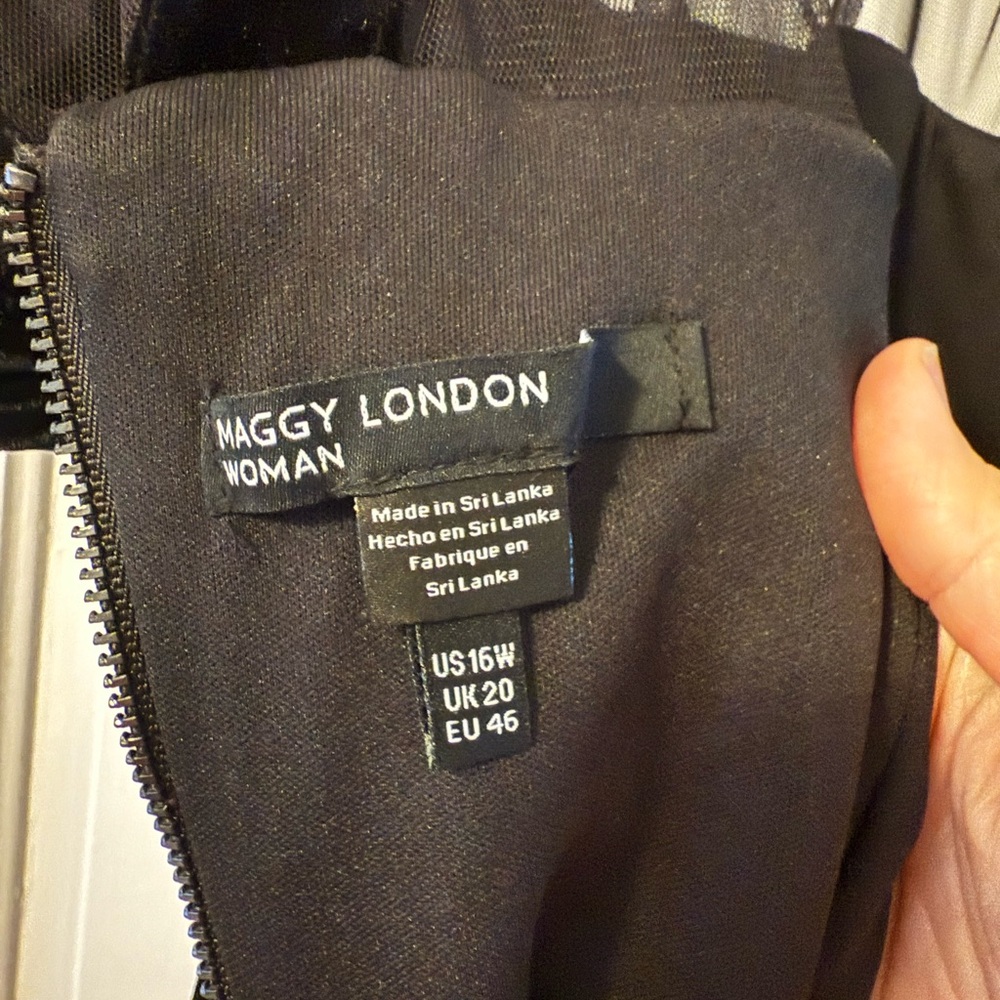 MAGGY LONDON
WOMAN
Made in Sri Lanka
Hecho en Sri Lanka
Fabrique en
Sri Lanka
US 16W
UK 20
EU 46